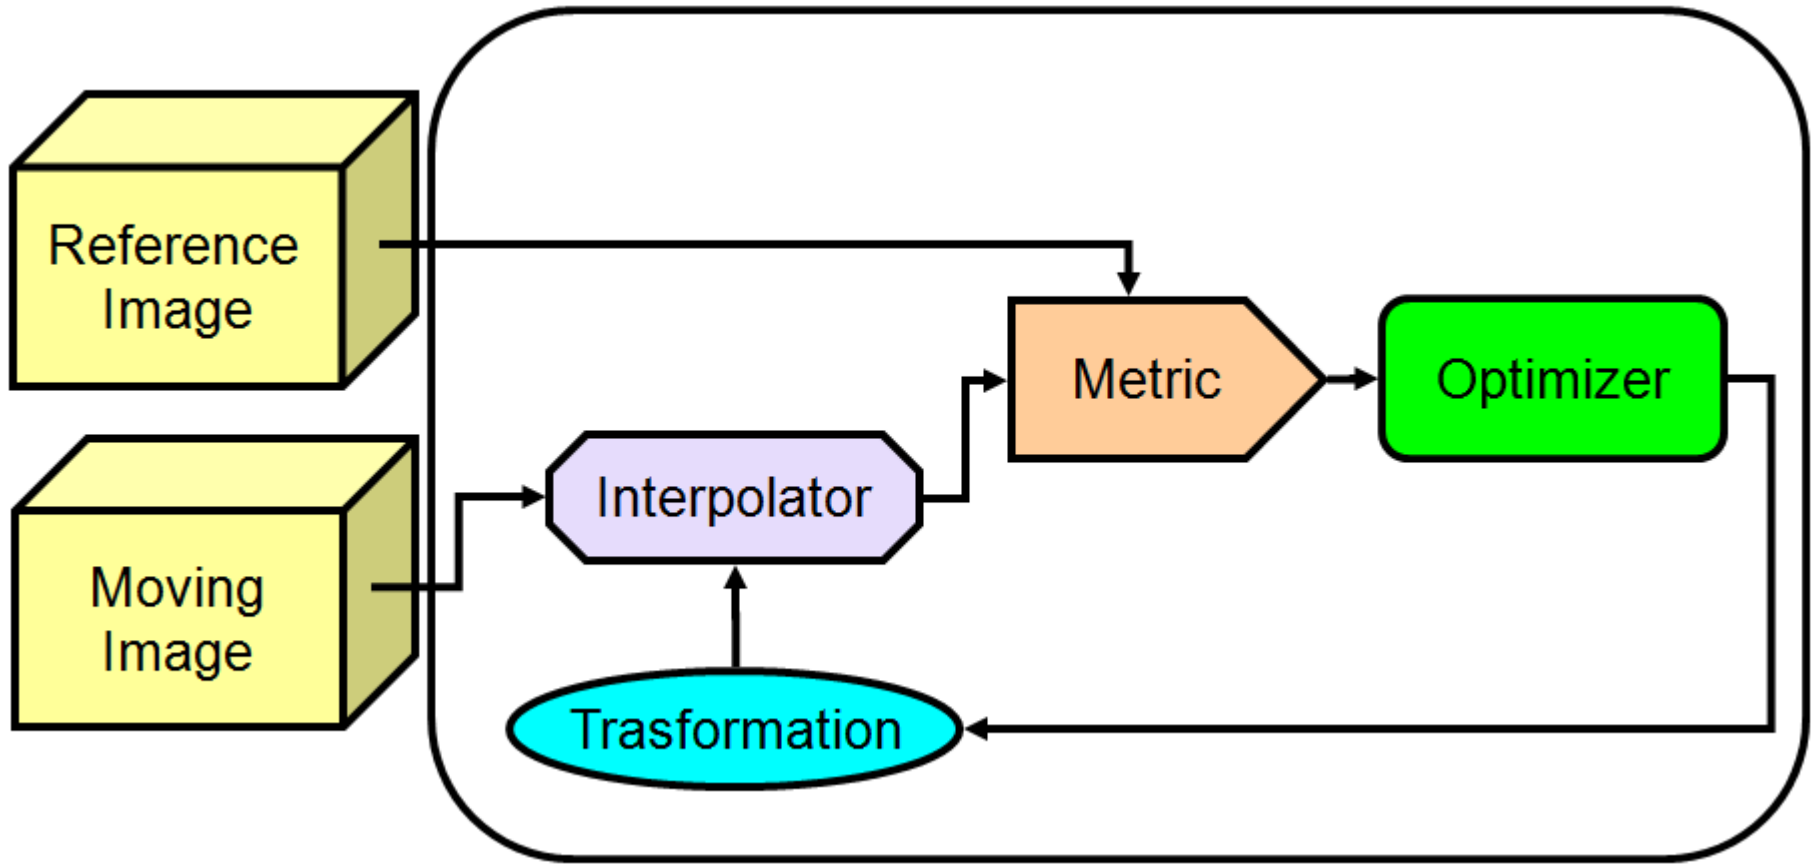 Reference
Image
Metric
Optimizer
Interpolator
Moving
Image
Trasformation